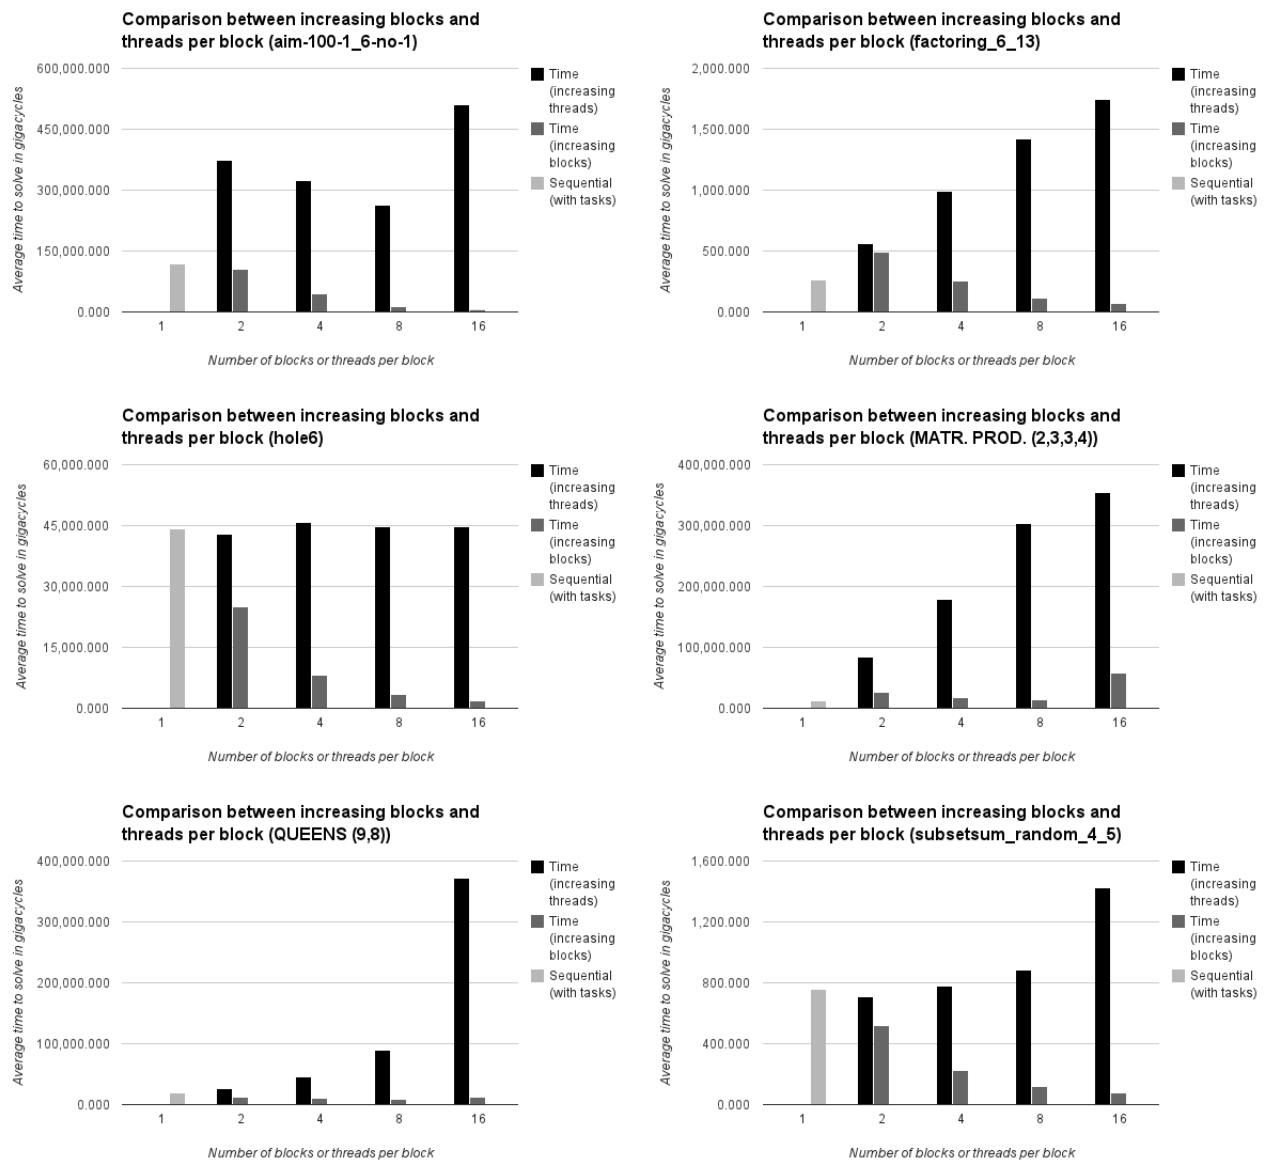 Comparison between increasing blocks and
threads per block (aim-100-1_6-no-1)
Average time to solve in gigacycles
600,000.000
450,000.000
300,000.000
150,000.000
0.000
1 2 4 8 16
Number of blocks or threads per block
Time
(increasing
threads)
Time
(increasing
blocks)
Sequential
(with tasks)
Comparison between increasing blocks and
threads per block (factoring_6_13)
Average time to solve in gigacycles
2,000.000
1,500.000
1,000.000
500.000
0.000
1 2 4 8 16
Number of blocks or threads per block
Time
(increasing
threads)
Time
(increasing
blocks)
Sequential
(with tasks)
Comparison between increasing blocks and
threads per block (hole6)
Average time to solve in gigacycles
60,000.000
45,000.000
30,000.000
15,000.000
0.000
1 2 4 8 16
Number of blocks or threads per block
Time
(increasing
threads)
Time
(increasing
blocks)
Sequential
(with tasks)
Comparison between increasing blocks and
threads per block (MATR. PROD. (2,3,3,4))
Average time to solve in gigacycles
400,000.000
300,000.000
200,000.000
100,000.000
0.000
1 2 4 8 16
Number of blocks or threads per block
Time
(increasing
threads)
Time
(increasing
blocks)
Sequential
(with tasks)
Comparison between increasing blocks and
threads per block (QUEENS (9,8))
Average time to solve in gigacycles
400,000.000
300,000.000
200,000.000
100,000.000
0.000
1 2 4 8 16
Number of blocks or threads per block
Time
(increasing
threads)
Time
(increasing
blocks)
Sequential
(with tasks)
Comparison between increasing blocks and
threads per block (subsetsum_random_4_5)
Average time to solve in gigacycles
1,600.000
1,200.000
800.000
400.000
0.000
1 2 4 8 16
Number of blocks or threads per block
Time
(increasing
threads)
Time
(increasing
blocks)
Sequential
(with tasks)